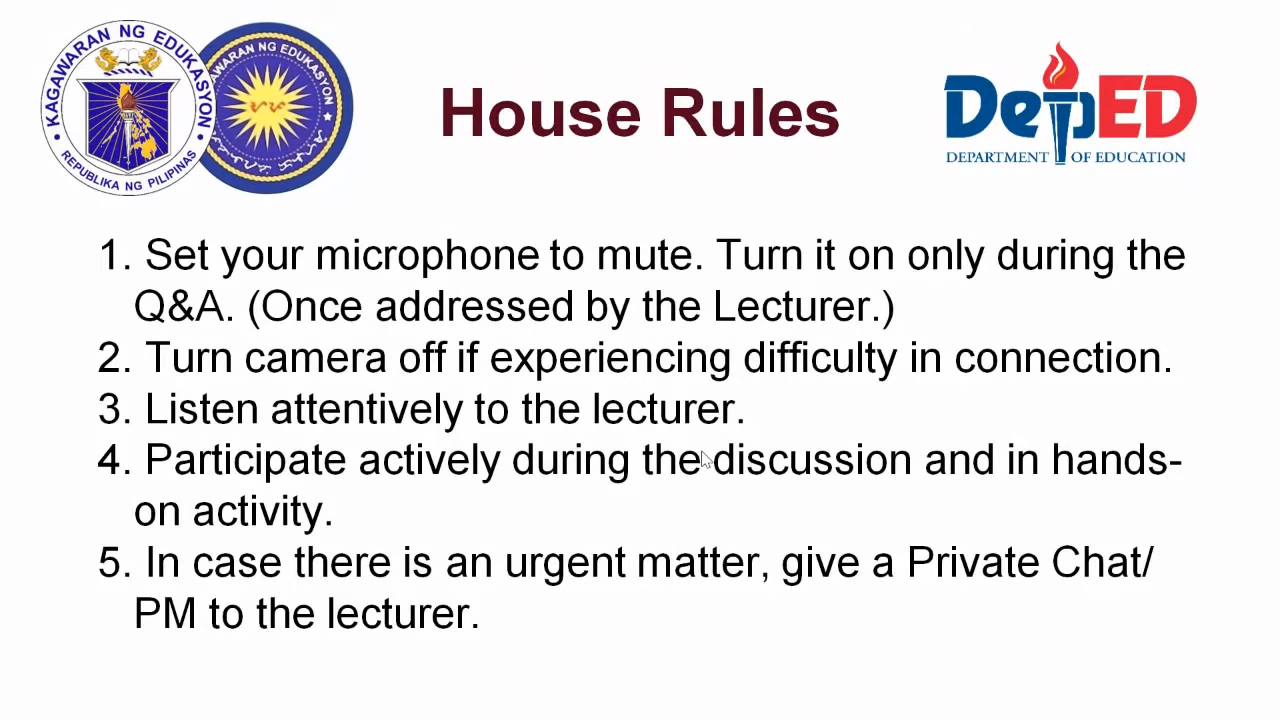 KAGAWARAN NG EDUKASYON
REPUBLIKA NG PILIPINAS
WARAN NG EDUKASYON
House Rules
DepED
DEPARTMENT OF EDUCATION
1. Set your microphone to mute. Turn it on only during the
Q&A. (Once addressed by the Lecturer.)
2. Turn camera off if experiencing difficulty in connection.
3. Listen attentively to the lecturer.
4. Participate actively during the discussion and in hands-
on activity.
5. In case there is an urgent matter, give a Private Chat/
PM to the lecturer.